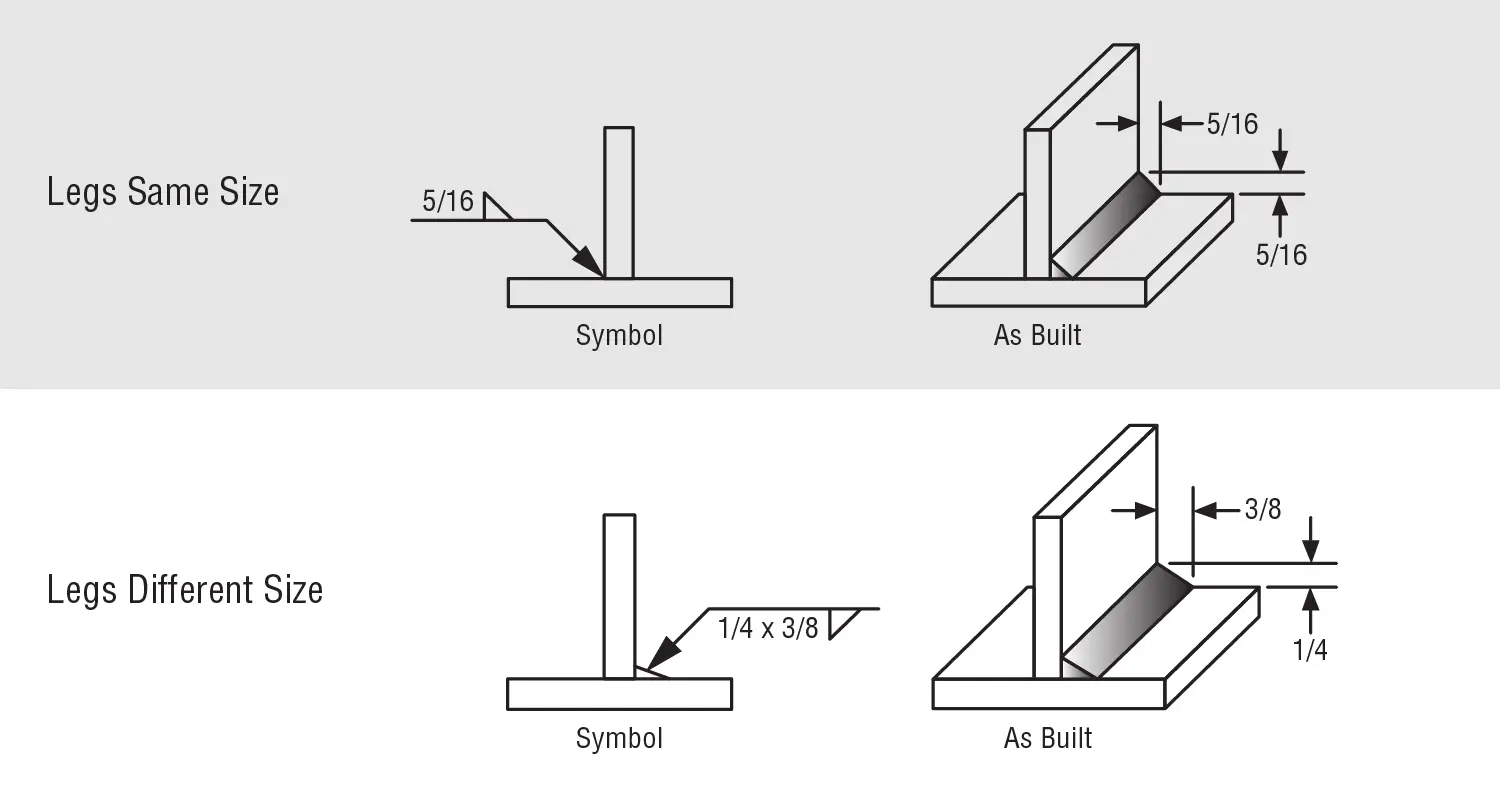 Legs Same Size
5/16
Symbol
5/16
5/16
As Built
Legs Different Size
1/4 x 3/8
Symbol
3/8
1/4
As Built